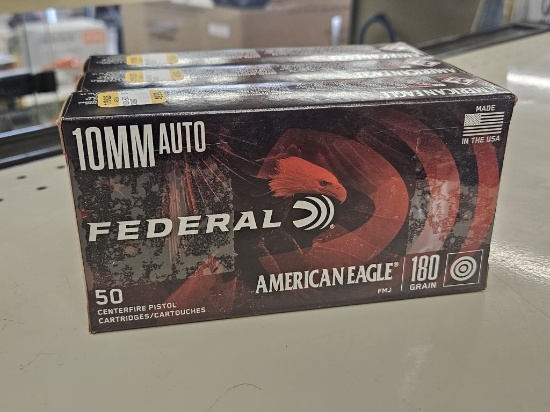 10MM AUTO
MADE
IN THE USA
FEDERAL®
AMERICAN EAGLE®
FMJ
180
GRAIN
50
CENTERFIRE PISTOL
CARTRIDGES/CARTOUCHES